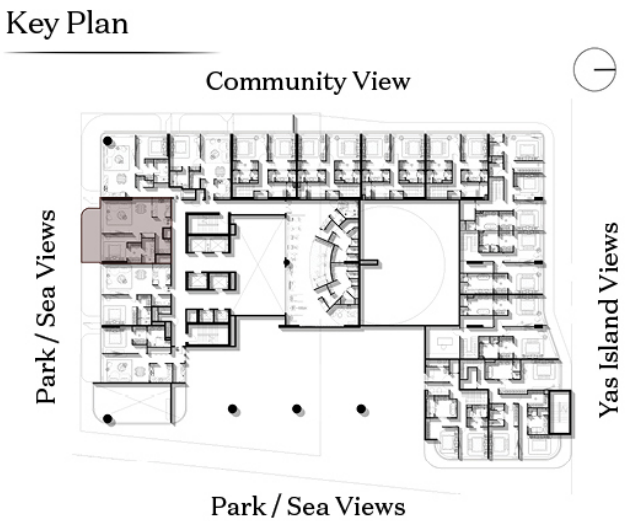 Key Plan
Community View
Park / Sea Views
Yas Island Views
Park / Sea Views